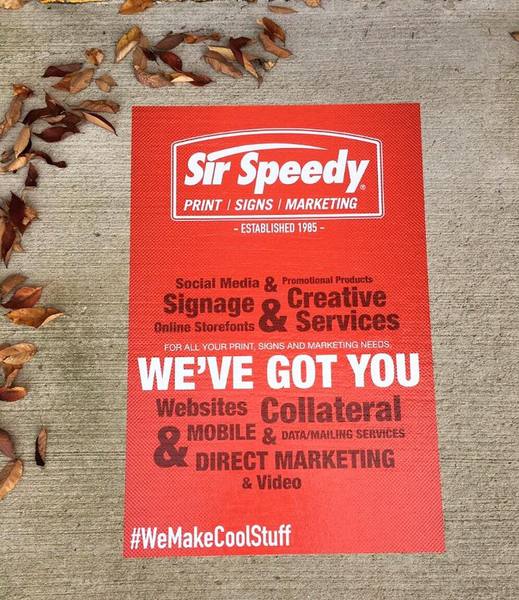 Sir Speedy®
PRINT | SIGNS | MARKETING
- ESTABLISHED 1985 -
Social Media & Promotional Products
Signage & Creative
Online Storefonts Services
FOR ALL YOUR PRINT, SIGNS AND MARKETING NEEDS,
WE'VE GOT YOU
Websites Collateral
& MOBILE & DATA/MAILING SERVICES
DIRECT MARKETING
& Video
#WeMakeCoolStuff